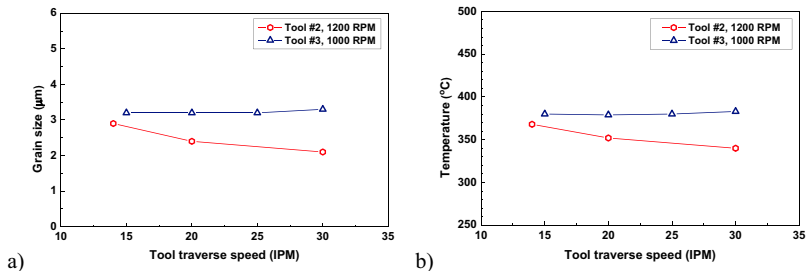 6
5
4
3
2
1
0
Grain size (µm)
Tool #2, 1200 RPM
Tool #3, 1000 RPM
10 15 20 25 30 35
Tool traverse speed (IPM)
a)
500
450
400
350
300
250
Temperature (°C)
Tool #2, 1200 RPM
Tool #3, 1000 RPM
10 15 20 25 30 35
Tool traverse speed (IPM)
b)